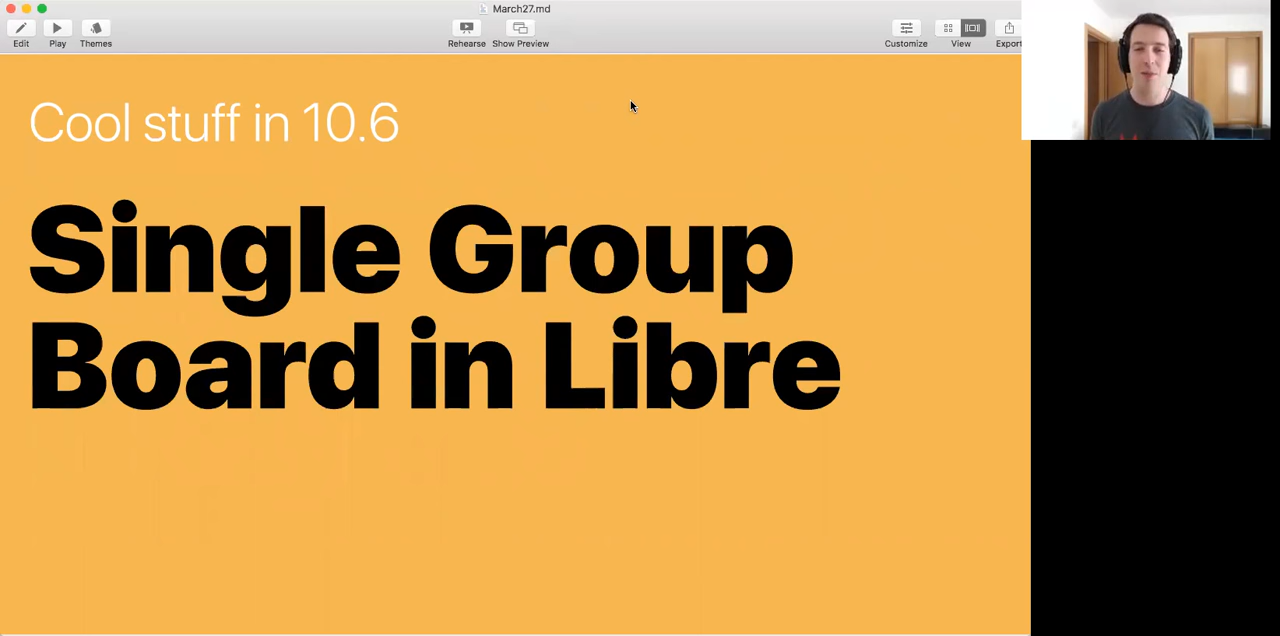 March27.md
Edit
Play
Themes
Rehearse
Show Preview
Customize
View
Export
Cool stuff in 10.6
Single Group
Board in Libre